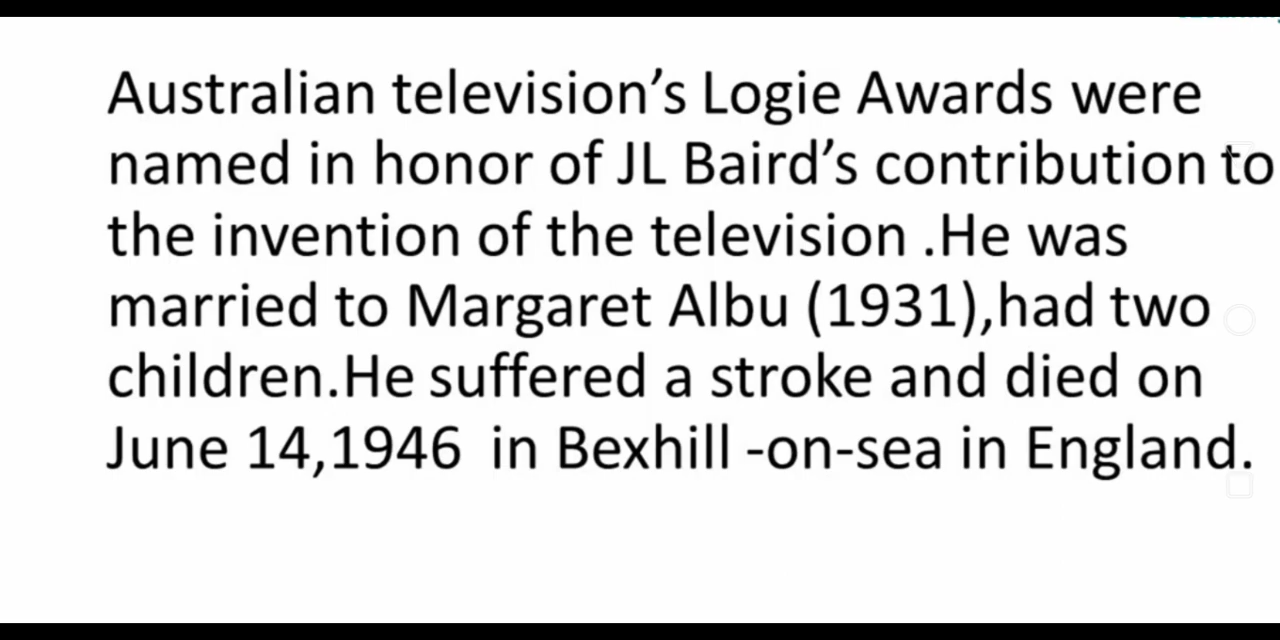 Australian television’s Logie Awards were
named in honor of JL Baird’s contribution to
the invention of the television .He was
married to Margaret Albu (1931),had two
children.He suffered a stroke and died on
June 14,1946  in Bexhill -on-sea in England.